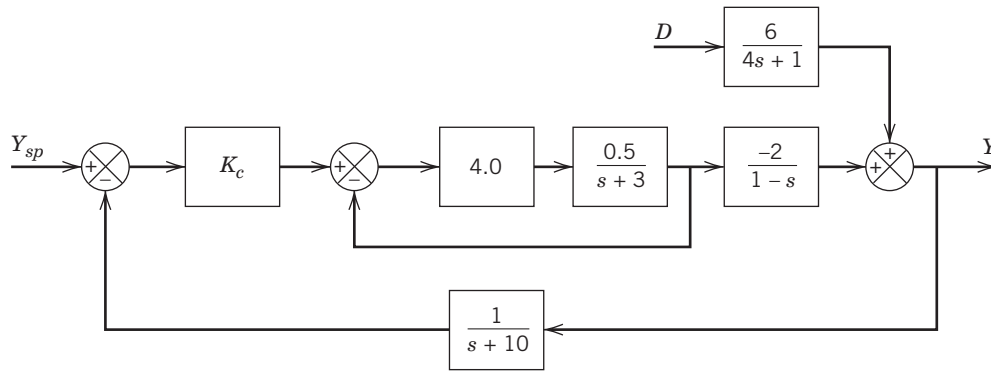 D
6
4s + 1
Y_sp
+
–
K_c
+
–
4.0
0.5
s + 3
–2
1 – s
+
+
Y
1
s + 10